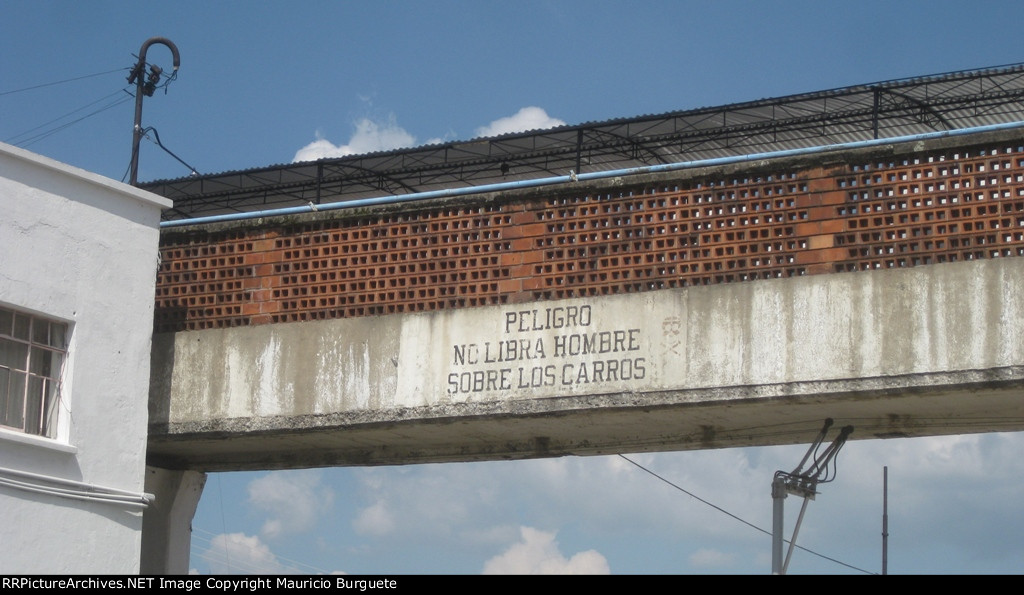 PELIGRO
NO LIBRA HOMBRE
SOBRE LOS CARROS
RRPictureArchives.NET Image Copyright Mauricio Burguete